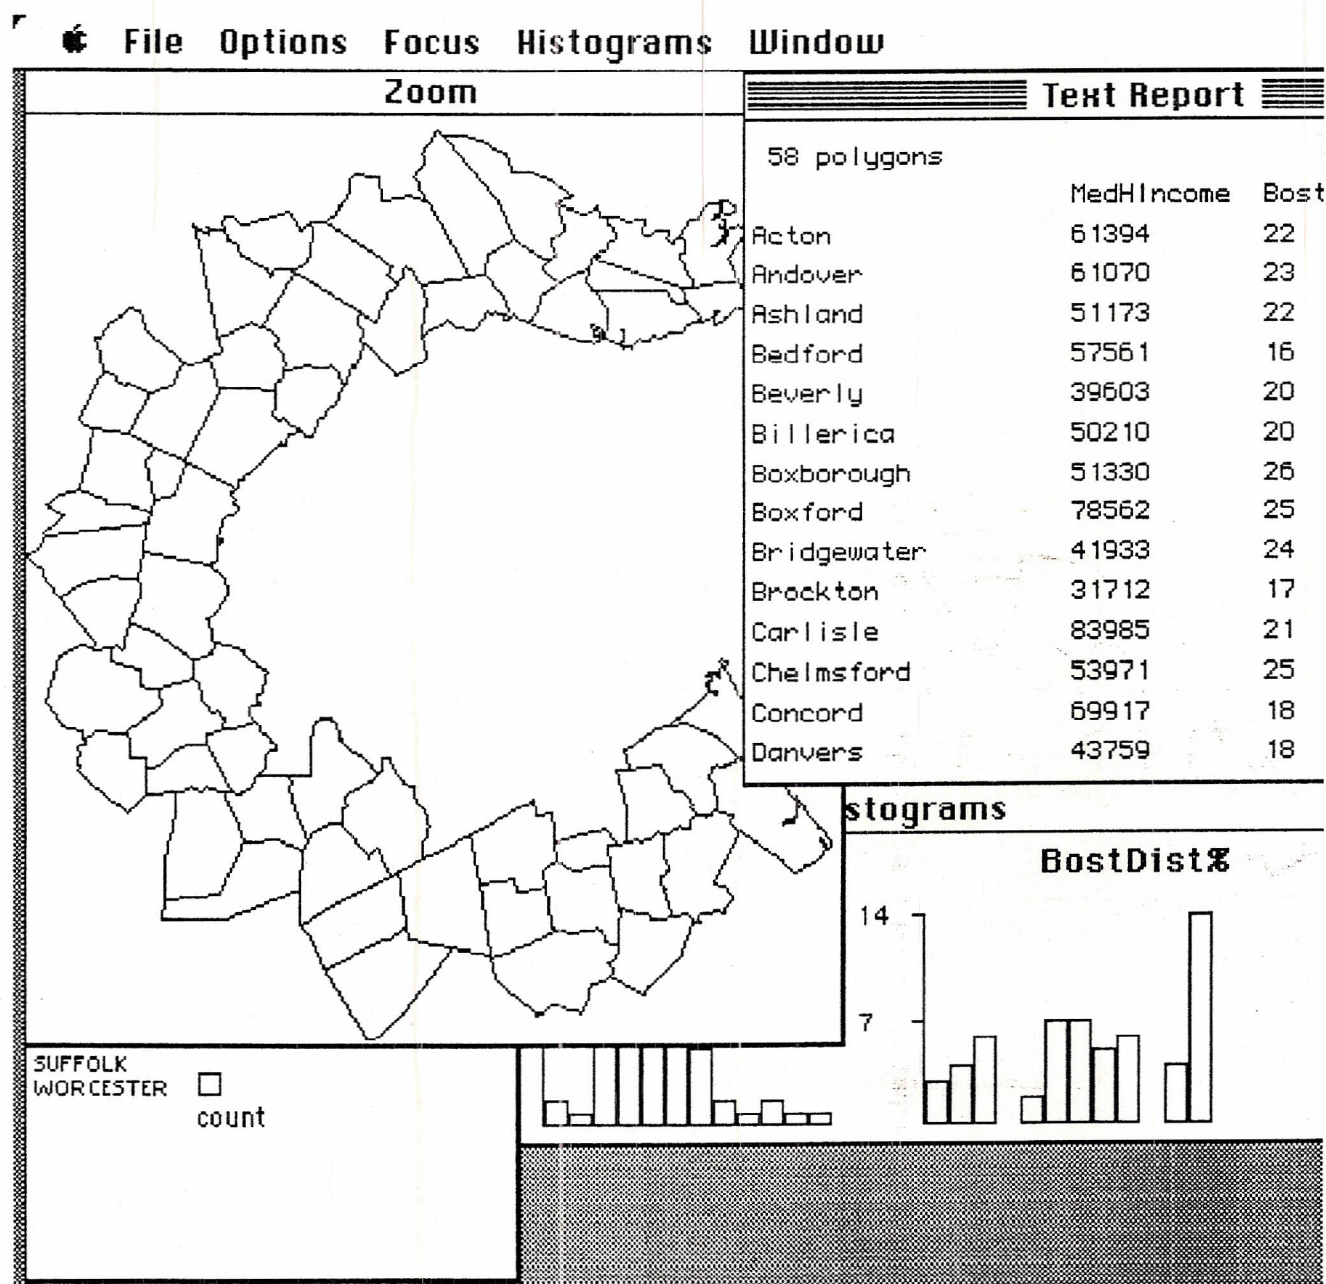 File Options Focus Histograms Window
Zoom
Text Report
58 polygons
MedHIncome Bost
Acton 61394 22
Andover 61070 23
Ashland 51173 22
Bedford 57561 16
Beverly 39603 20
Billerica 50210 20
Boxborough 51330 26
Boxford 78562 25
Bridgewater 41933 24
Brockton 31712 17
Carlisle 83985 21
Chelmsford 53971 25
Concord 69917 18
Danvers 43759 18
stograms
BostDist%
14
7
SUFFOLK
WORCESTER
count